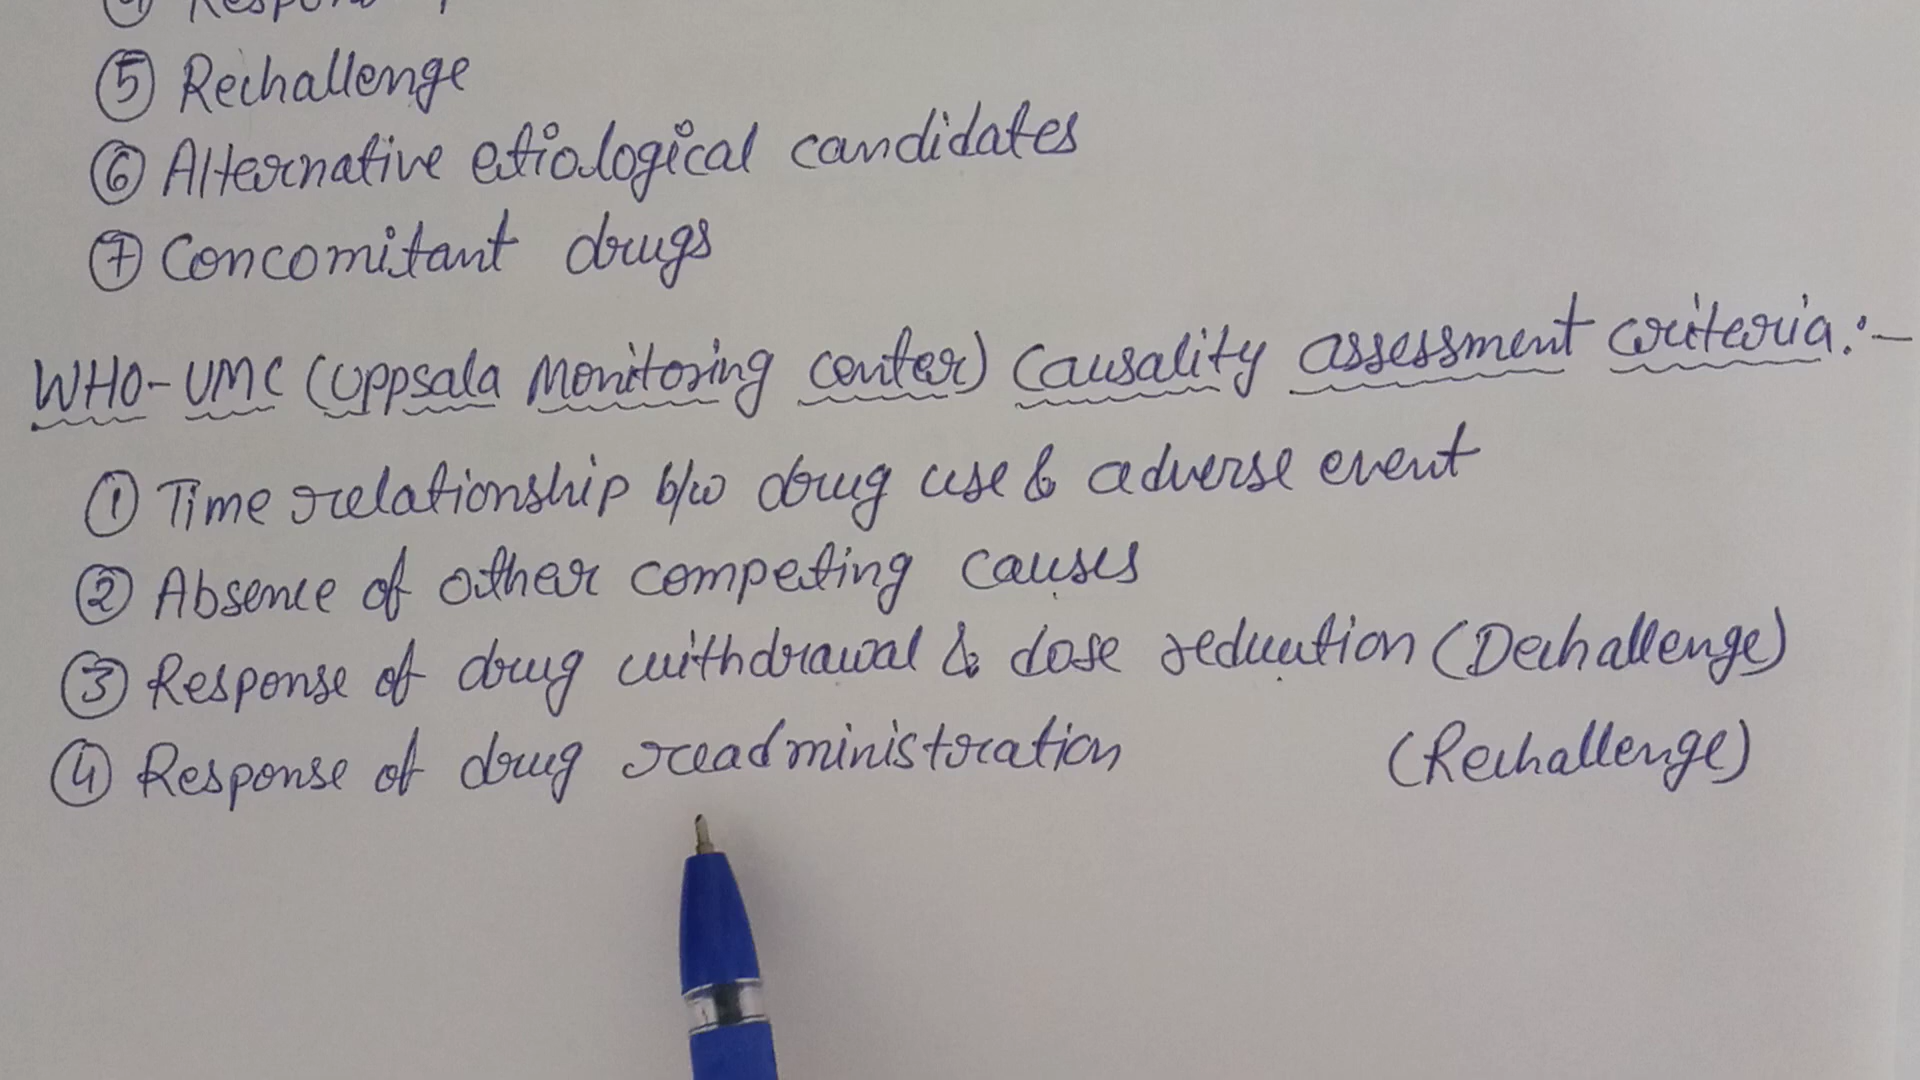 ④ Respon
⑤ Rechallenge
⑥ Alternative etiological candidates
⑦ Concomitant drugs
WHO-UMC (Uppsala Monitoring center) Causality assessment criteria:-
① Time relationship b/w drug use & adverse event
② Absence of other competing causes
③ Response of drug withdrawal & dose reduction (Dechallenge)
④ Response of drug readministration (Rechallenge)